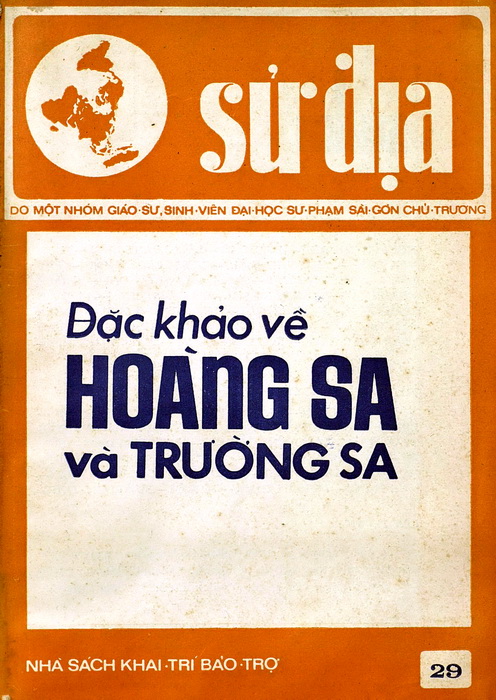 sử địa
DO MỘT NHÓM GIÁO·SƯ, SINH·VIÊN ĐẠI·HỌC SƯ·PHẠM SÀI·GÒN CHỦ·TRƯƠNG
Đặc khảo về
HOÀNG SA
và TRƯỜNG SA
NHÀ SÁCH KHAI·TRÍ BẢO·TRỢ
29